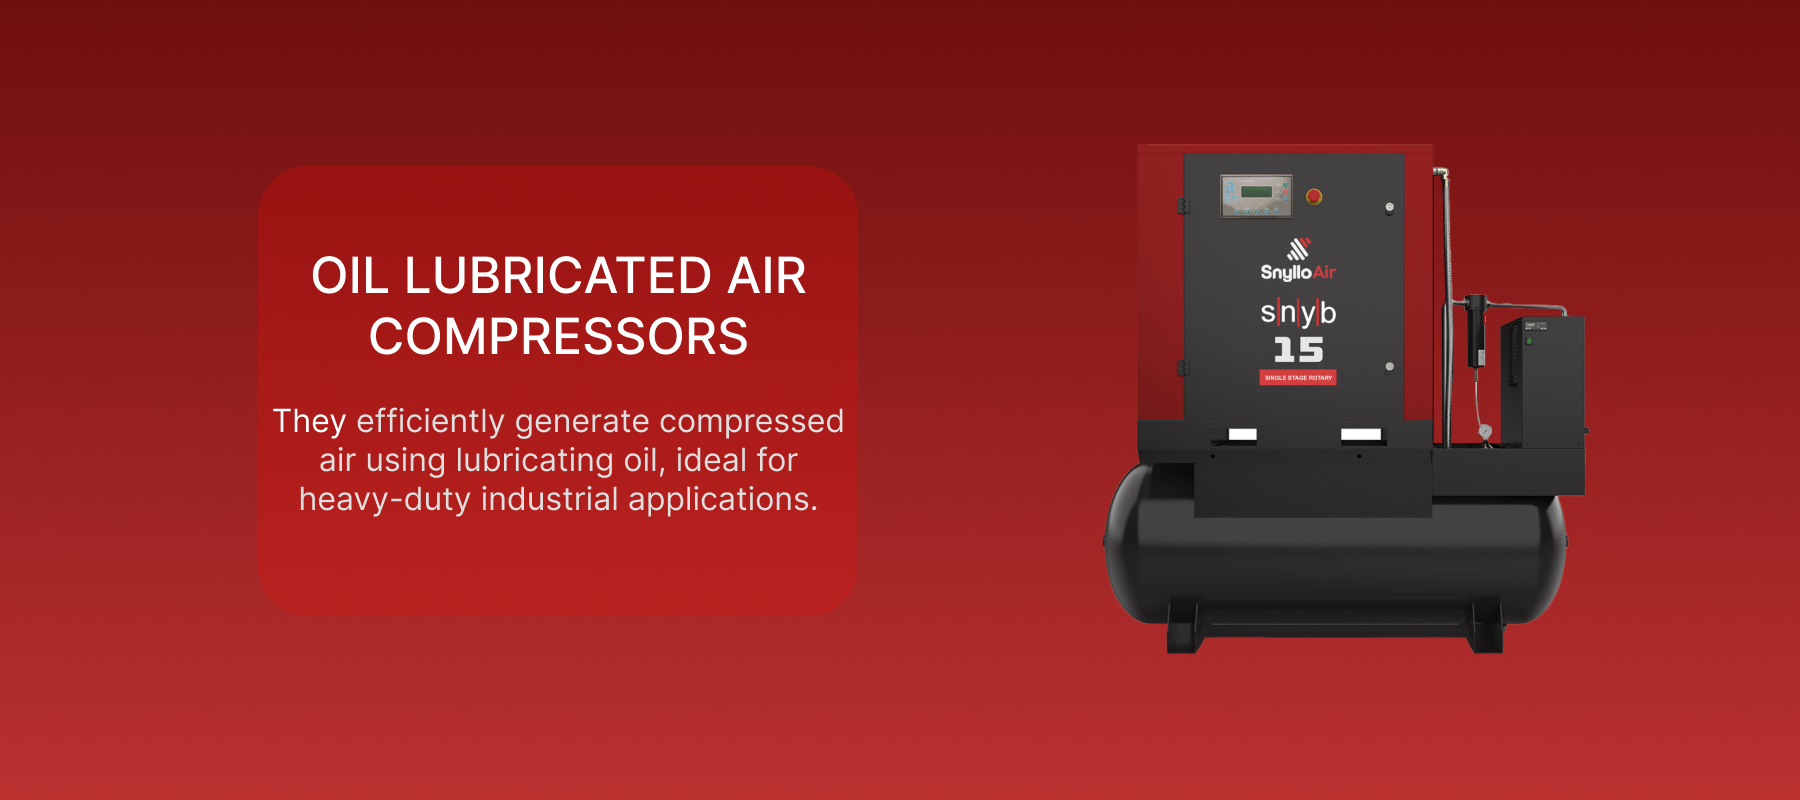 OIL LUBRICATED AIR
COMPRESSORS
They efficiently generate compressed
air using lubricating oil, ideal for
heavy-duty industrial applications.
SnylloAir
s|n|y|b
15
SINGLE STAGE ROTARY